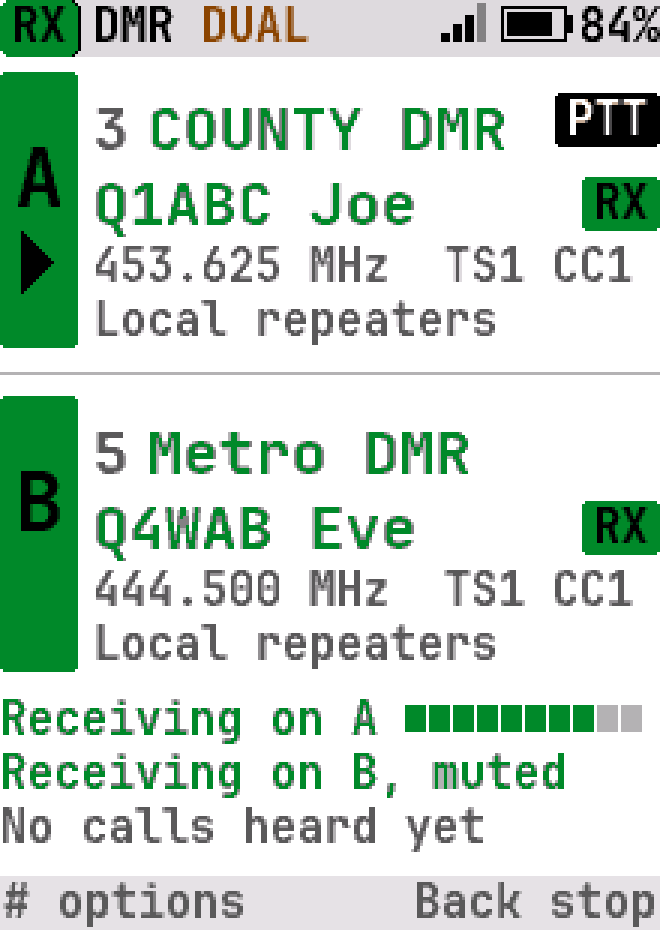 RX DMR DUAL 84%
3 COUNTY DMR PTT
A
Q1ABC Joe RX
453.625 MHz TS1 CC1
Local repeaters
5 Metro DMR
B
Q4WAB Eve RX
444.500 MHz TS1 CC1
Local repeaters
Receiving on A
Receiving on B, muted
No calls heard yet
# options Back stop